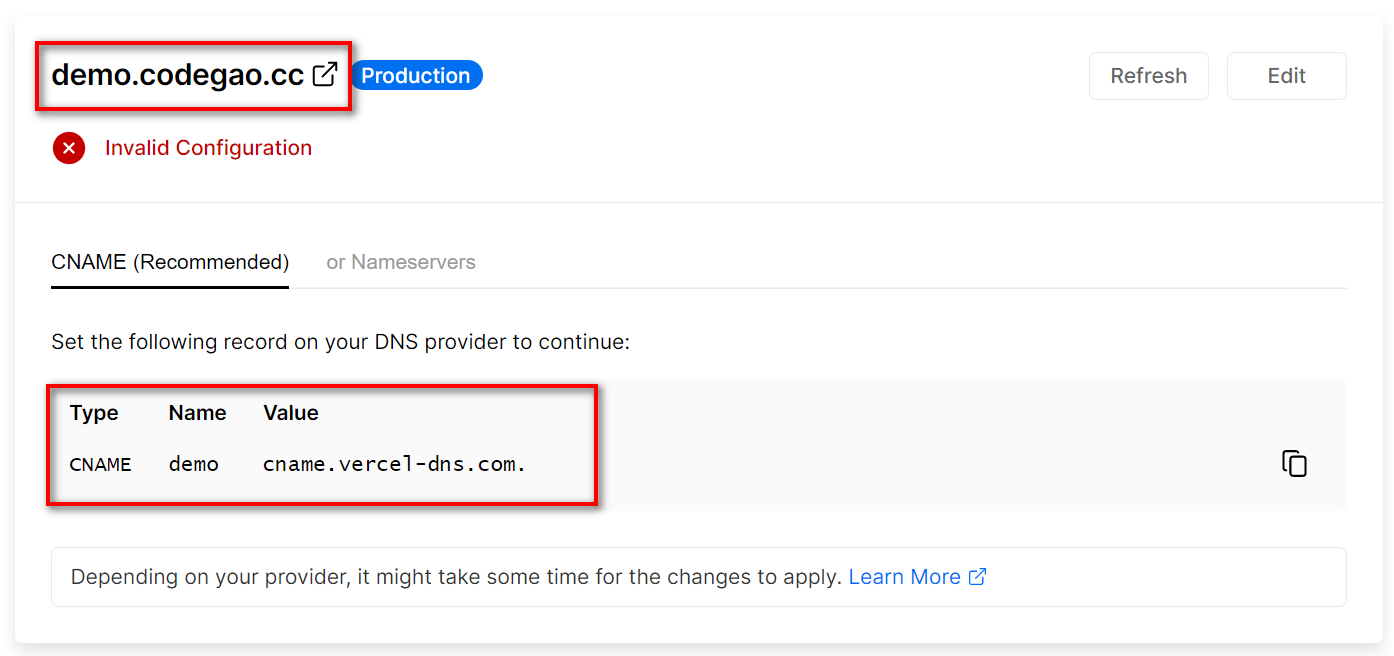 demo.codegao.cc Production Refresh Edit
Invalid Configuration
CNAME (Recommended) or Nameservers
Set the following record on your DNS provider to continue:
Type Name Value
CNAME demo cname.vercel-dns.com.
Depending on your provider, it might take some time for the changes to apply. Learn More